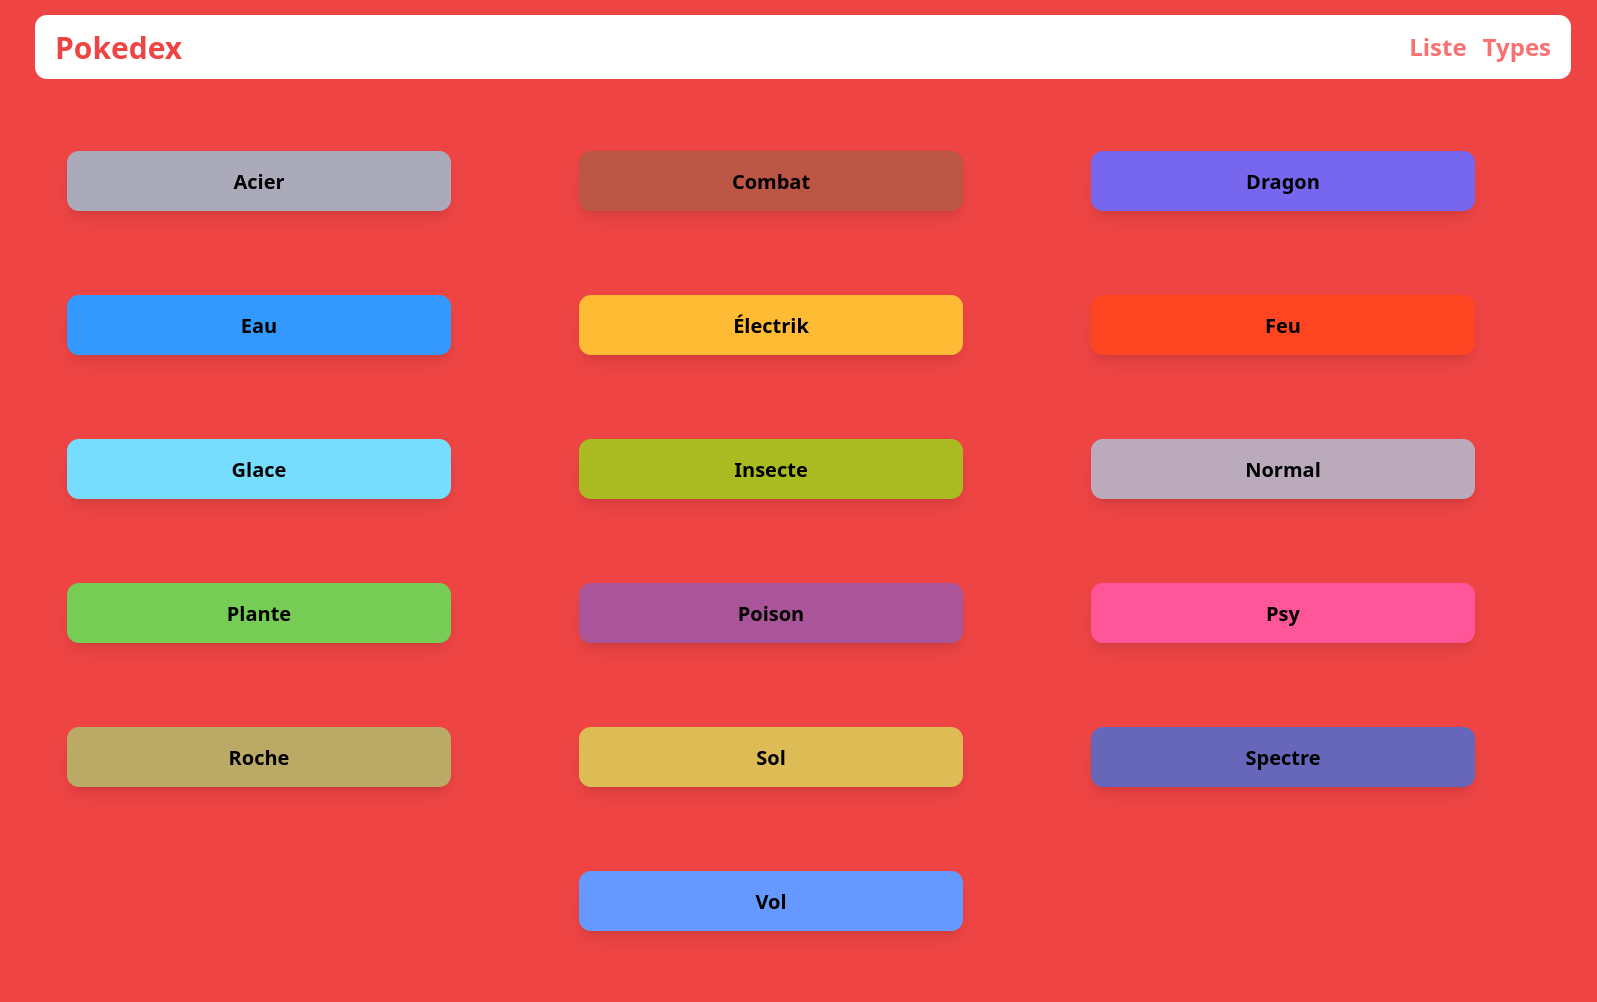 Pokedex
Liste Types
Acier
Combat
Dragon
Eau
Électrik
Feu
Glace
Insecte
Normal
Plante
Poison
Psy
Roche
Sol
Spectre
Vol